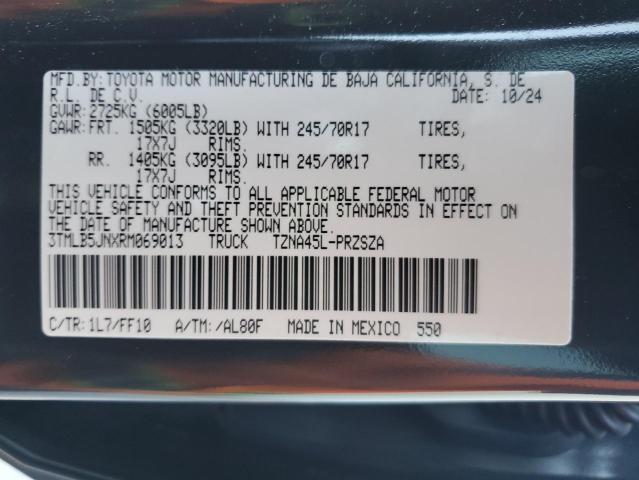 MFD.BY:TOYOTA MOTOR MANUFACTURING DE BAJA CALIFORNIA, S. DE
R.L. DE C.V. DATE: 10/24
GVWR:2725KG (6005LB)
GAWR:FRT. 1505KG (3320LB) WITH 245/70R17 TIRES,
17X7J RIMS.
RR. 1405KG (3095LB) WITH 245/70R17 TIRES,
17X7J RIMS.
THIS VEHICLE CONFORMS TO ALL APPLICABLE FEDERAL MOTOR
VEHICLE SAFETY AND THEFT PREVENTION STANDARDS IN EFFECT ON
THE DATE OF MANUFACTURE SHOWN ABOVE.
3TMLB5JNXRM069013 TRUCK TZNA45L-PRZSZA
C/TR:1L7/FF10 A/TM:/AL80F MADE IN MEXICO 550